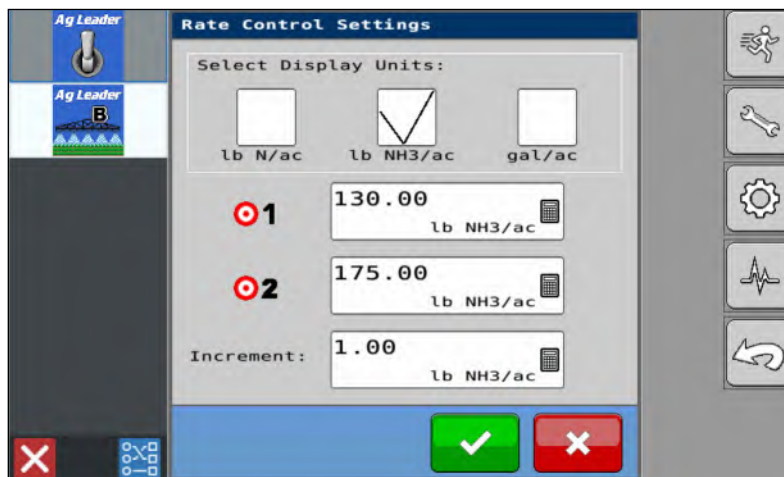 Ag Leader
Rate Control Settings
Select Display Units:
Ag Leader
B
lb N/ac lb NH3/ac gal/ac
1 130.00
lb NH3/ac
2 175.00
lb NH3/ac
Increment: 1.00
lb NH3/ac